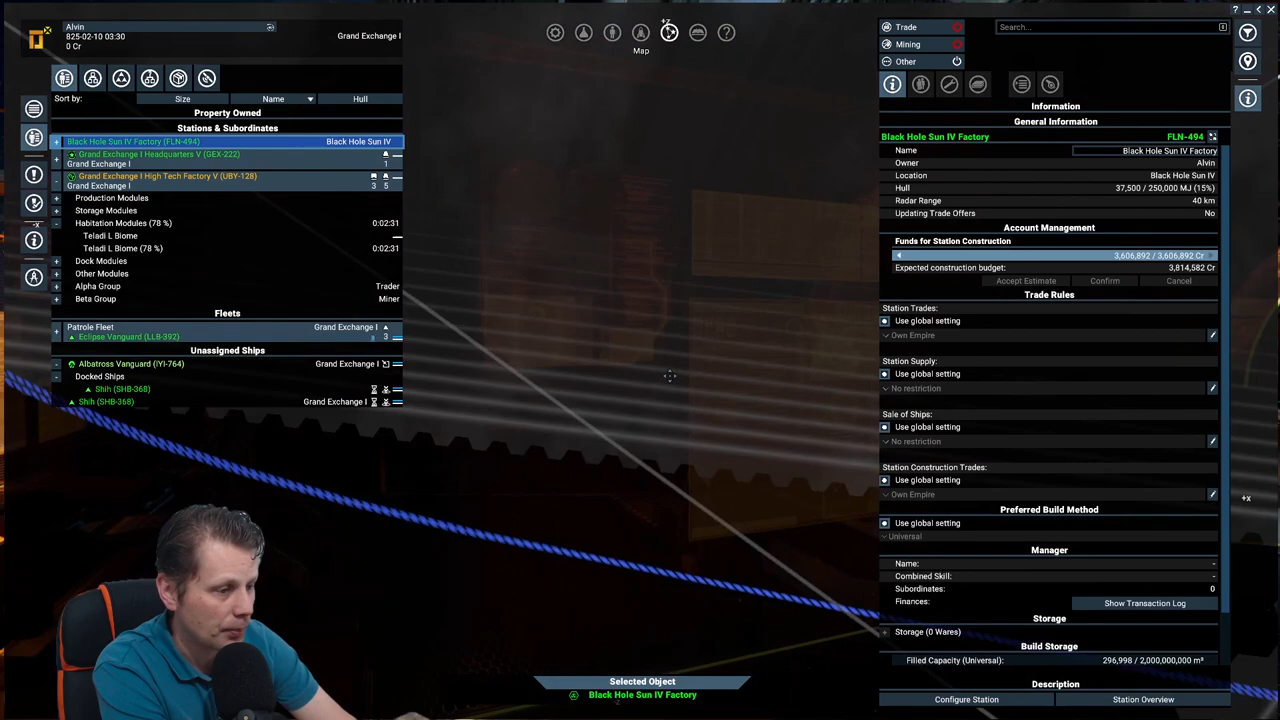 Alvin
825-02-10 03:30
0 Cr
Grand Exchange I
Map
Sort by:
Size
Name
Hull
Property Owned
Stations & Subordinates
Black Hole Sun IV Factory (FLN-494)
Black Hole Sun IV
Grand Exchange I Headquarters V (GEX-222)
Grand Exchange I
1
Grand Exchange I High Tech Factory V (UBY-128)
Grand Exchange I
3 5
Production Modules
Storage Modules
Habitation Modules (78 %)
0:02:31
Teladi L Biome
Teladi L Biome (78 %)
0:02:31
Dock Modules
Other Modules
Alpha Group
Trader
Beta Group
Miner
Fleets
Patrole Fleet
Grand Exchange I
Eclipse Vanguard (LLB-392)
3
Unassigned Ships
Albatross Vanguard (IYI-764)
Grand Exchange I
Docked Ships
Shih (SHB-368)
Shih (SHB-368)
Grand Exchange I
Trade
Mining
Other
Search...
Information
General Information
Black Hole Sun IV Factory
FLN-494
Name
Black Hole Sun IV Factory
Owner
Alvin
Location
Black Hole Sun IV
Hull
37,500 / 250,000 MJ (15%)
Radar Range
40 km
Updating Trade Offers
No
Account Management
Funds for Station Construction
3,606,892 / 3,606,892 Cr
Expected construction budget:
3,814,582 Cr
Accept Estimate
Confirm
Cancel
Trade Rules
Station Trades:
Use global setting
Own Empire
Station Supply:
Use global setting
No restriction
Sale of Ships:
Use global setting
No restriction
Station Construction Trades:
Use global setting
Own Empire
Preferred Build Method
Use global setting
Universal
Manager
Name:
-
Combined Skill:
-
Subordinates:
0
Finances:
Show Transaction Log
Storage
Storage (0 Wares)
Build Storage
Filled Capacity (Universal):
296,998 / 2,000,000,000 m³
Description
Configure Station
Station Overview
Selected Object
Black Hole Sun IV Factory
+z
-x
+x
-z